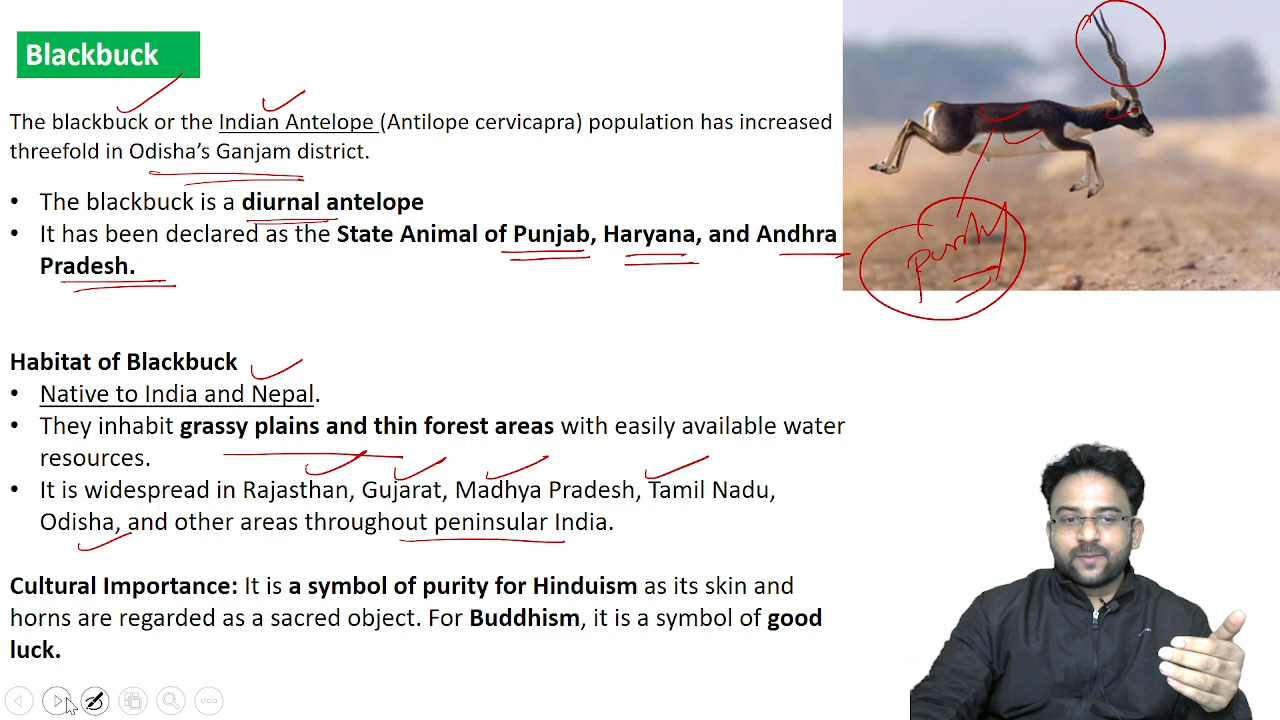 Blackbuck
The blackbuck or the Indian Antelope (Antilope cervicapra) population has increased
threefold in Odisha’s Ganjam district.
• The blackbuck is a diurnal antelope
• It has been declared as the State Animal of Punjab, Haryana, and Andhra
Pradesh.
purity
Habitat of Blackbuck
• Native to India and Nepal.
• They inhabit grassy plains and thin forest areas with easily available water
resources.
• It is widespread in Rajasthan, Gujarat, Madhya Pradesh, Tamil Nadu,
Odisha, and other areas throughout peninsular India.
Cultural Importance: It is a symbol of purity for Hinduism as its skin and
horns are regarded as a sacred object. For Buddhism, it is a symbol of good
luck.